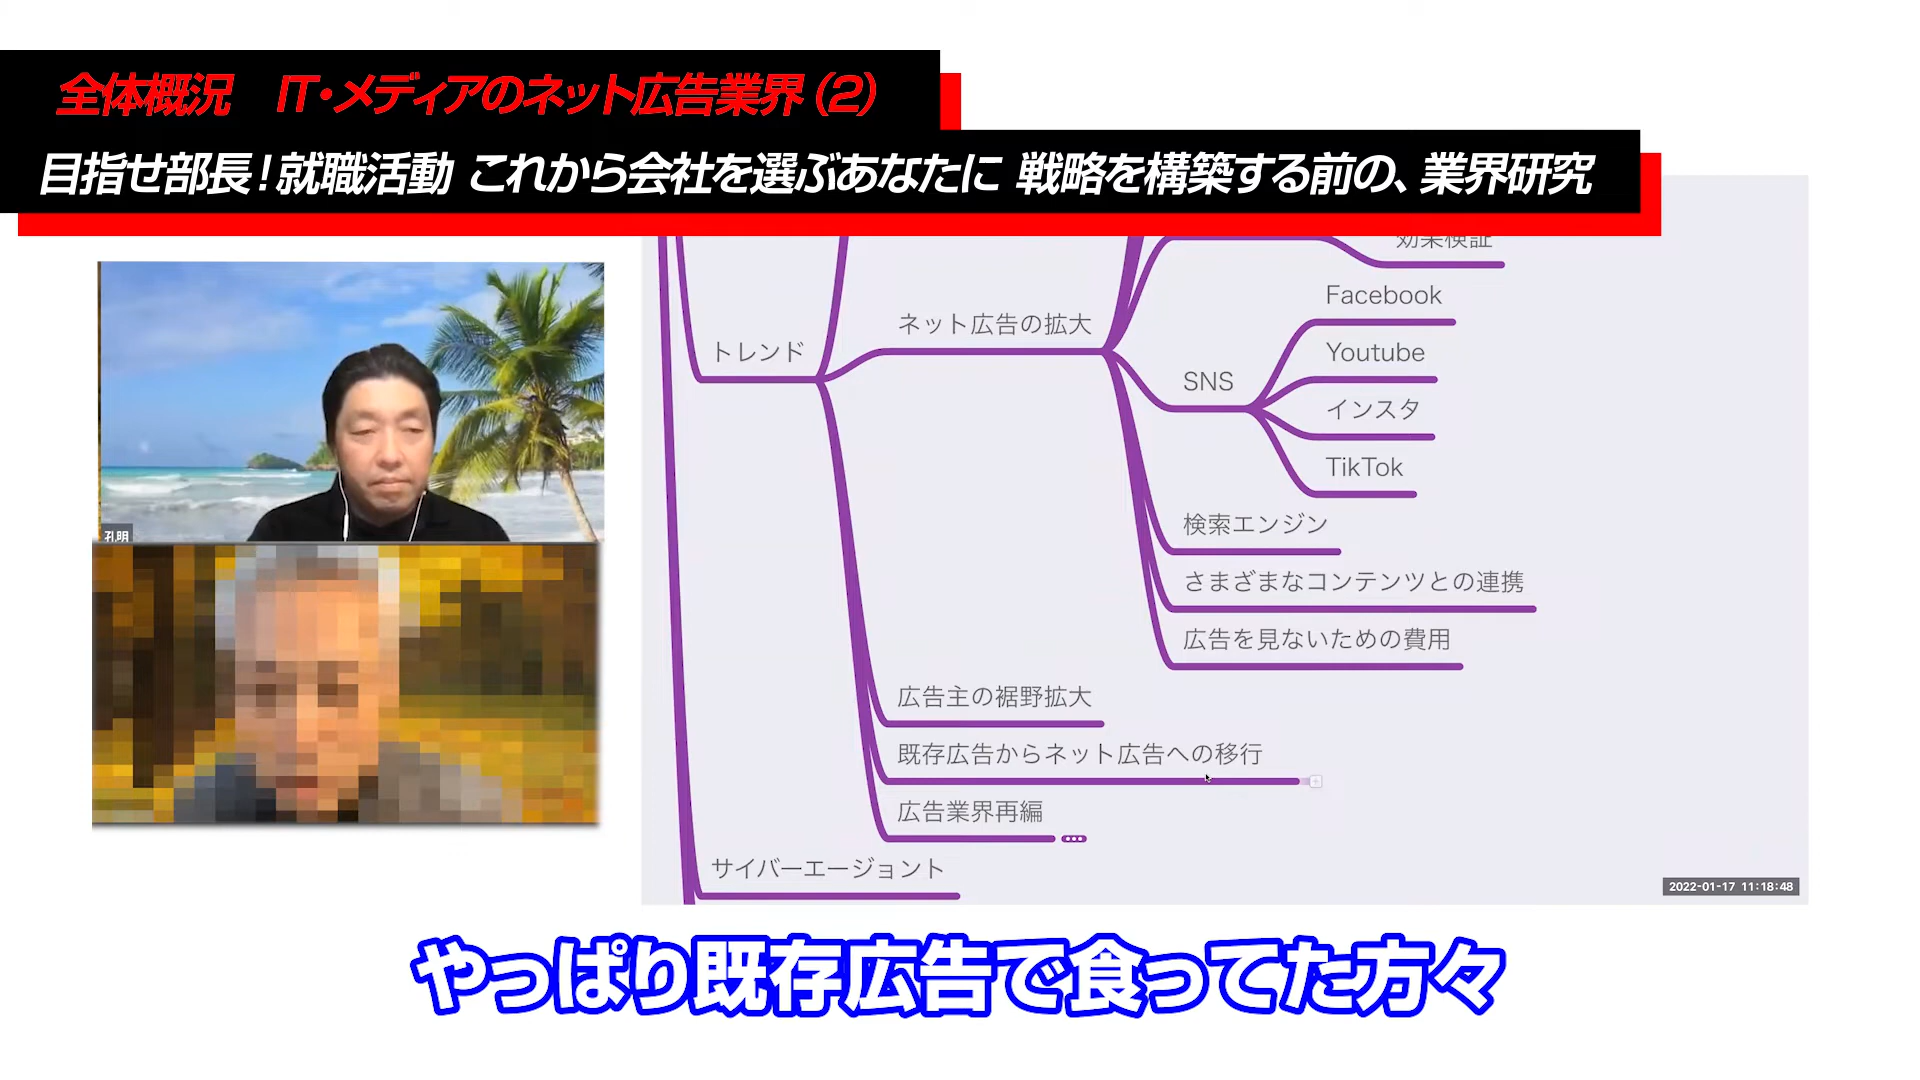 全体概況　IT・メディアのネット広告業界（2）
目指せ部長！就職活動 これから会社を選ぶあなたに 戦略を構築する前の、業界研究
効果検証
Facebook
ネット広告の拡大
トレンド
Youtube
SNS
インスタ
TikTok
検索エンジン
さまざまなコンテンツとの連携
広告を見ないための費用
広告主の裾野拡大
既存広告からネット広告への移行
広告業界再編
サイバーエージョント
孔明
2022-01-17 11:18:48
やっぱり既存広告で食ってた方々